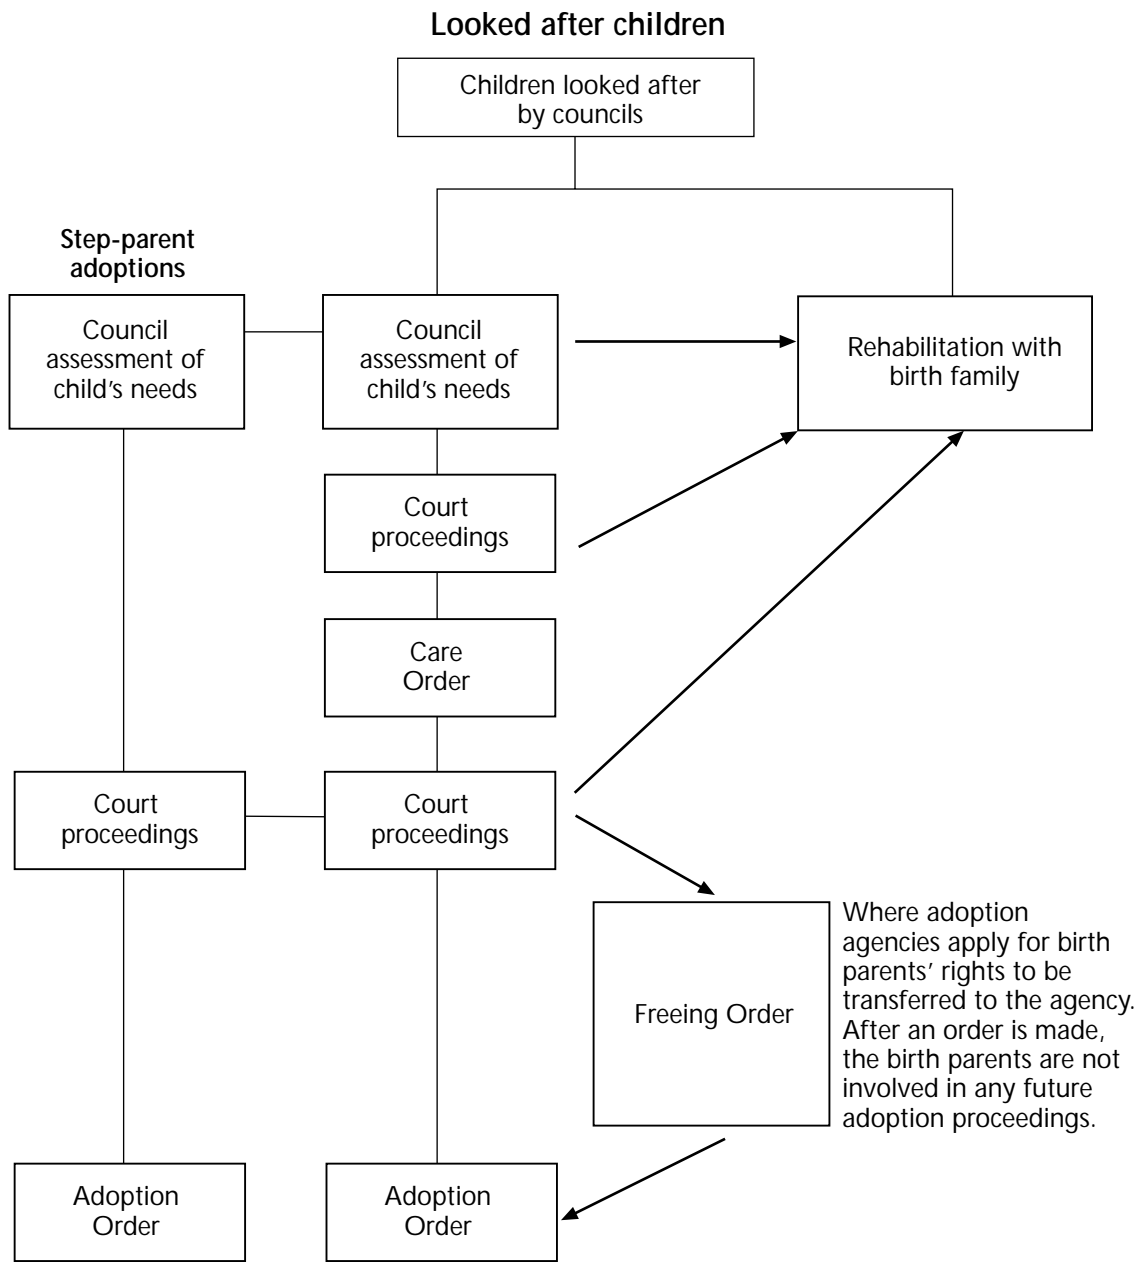 Looked after children
Children looked after
by councils
Step-parent
adoptions
Council
assessment of
child's needs
Council
assessment of
child's needs
Rehabilitation with
birth family
Court
proceedings
Care
Order
Court
proceedings
Court
proceedings
Freeing Order
Where adoption
agencies apply for birth
parents' rights to be
transferred to the agency.
After an order is made,
the birth parents are not
involved in any future
adoption proceedings.
Adoption
Order
Adoption
Order